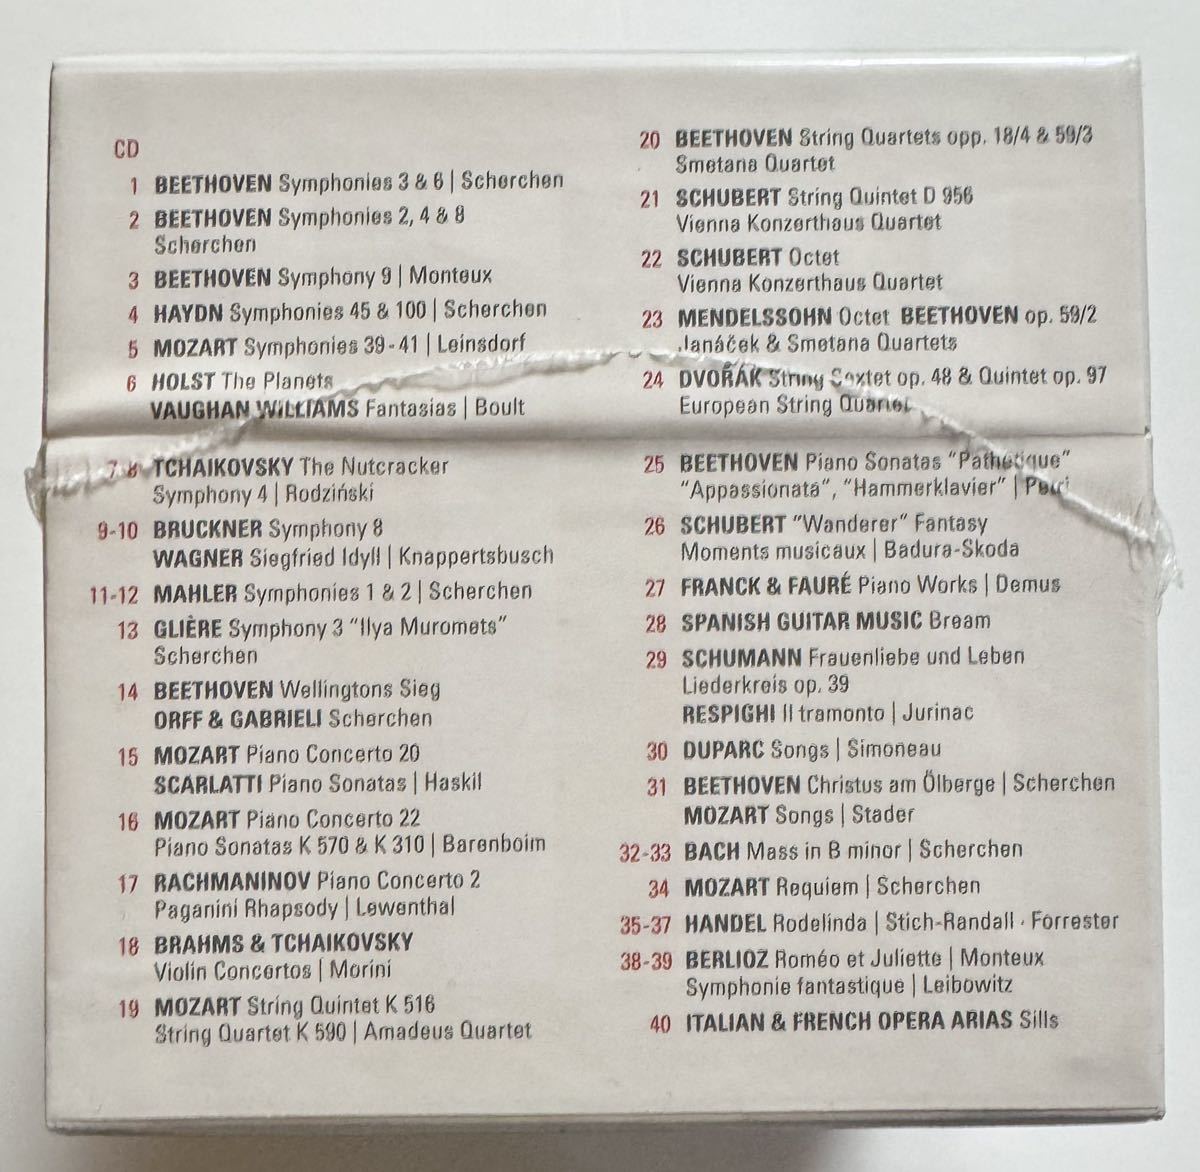 CD
1 BEETHOVEN Symphonies 3 & 6 | Scherchen
2 BEETHOVEN Symphonies 2, 4 & 8
Scherchen
3 BEETHOVEN Symphony 9 | Monteux
4 HAYDN Symphonies 45 & 100 | Scherchen
5 MOZART Symphonies 39-41 | Leinsdorf
6 HOLST The Planets
VAUGHAN WILLIAMS Fantasias | Boult
7-8 TCHAIKOVSKY The Nutcracker
Symphony 4 | Rodziński
9-10 BRUCKNER Symphony 8
WAGNER Siegfried Idyll | Knappertsbusch
11-12 MAHLER Symphonies 1 & 2 | Scherchen
13 GLIÈRE Symphony 3 "Ilya Muromets"
Scherchen
14 BEETHOVEN Wellingtons Sieg
ORFF & GABRIELI Scherchen
15 MOZART Piano Concerto 20
SCARLATTI Piano Sonatas | Haskil
16 MOZART Piano Concerto 22
Piano Sonatas K 570 & K 310 | Barenboim
17 RACHMANINOV Piano Concerto 2
Paganini Rhapsody | Lewenthal
18 BRAHMS & TCHAIKOVSKY
Violin Concertos | Morini
19 MOZART String Quintet K 516
String Quartet K 590 | Amadeus Quartet
20 BEETHOVEN String Quartets opp. 18/4 & 59/3
Smetana Quartet
21 SCHUBERT String Quintet D 956
Vienna Konzerthaus Quartet
22 SCHUBERT Octet
Vienna Konzerthaus Quartet
23 MENDELSSOHN Octet BEETHOVEN op. 59/2
Janáček & Smetana Quartets
24 DVOŘÁK String Sextet op. 48 & Quintet op. 97
European String Quartet
25 BEETHOVEN Piano Sonatas "Pathétique"
"Appassionata", "Hammerklavier" | Petri
26 SCHUBERT "Wanderer" Fantasy
Moments musicaux | Badura-Skoda
27 FRANCK & FAURÉ Piano Works | Demus
28 SPANISH GUITAR MUSIC Bream
29 SCHUMANN Frauenliebe und Leben
Liederkreis op. 39
RESPIGHI Il tramonto | Jurinac
30 DUPARC Songs | Simoneau
31 BEETHOVEN Christus am Ölberge | Scherchen
MOZART Songs | Stader
32-33 BACH Mass in B minor | Scherchen
34 MOZART Requiem | Scherchen
35-37 HANDEL Rodelinda | Stich-Randall · Forrester
38-39 BERLIOZ Roméo et Juliette | Monteux
Symphonie fantastique | Leibowitz
40 ITALIAN & FRENCH OPERA ARIAS Sills